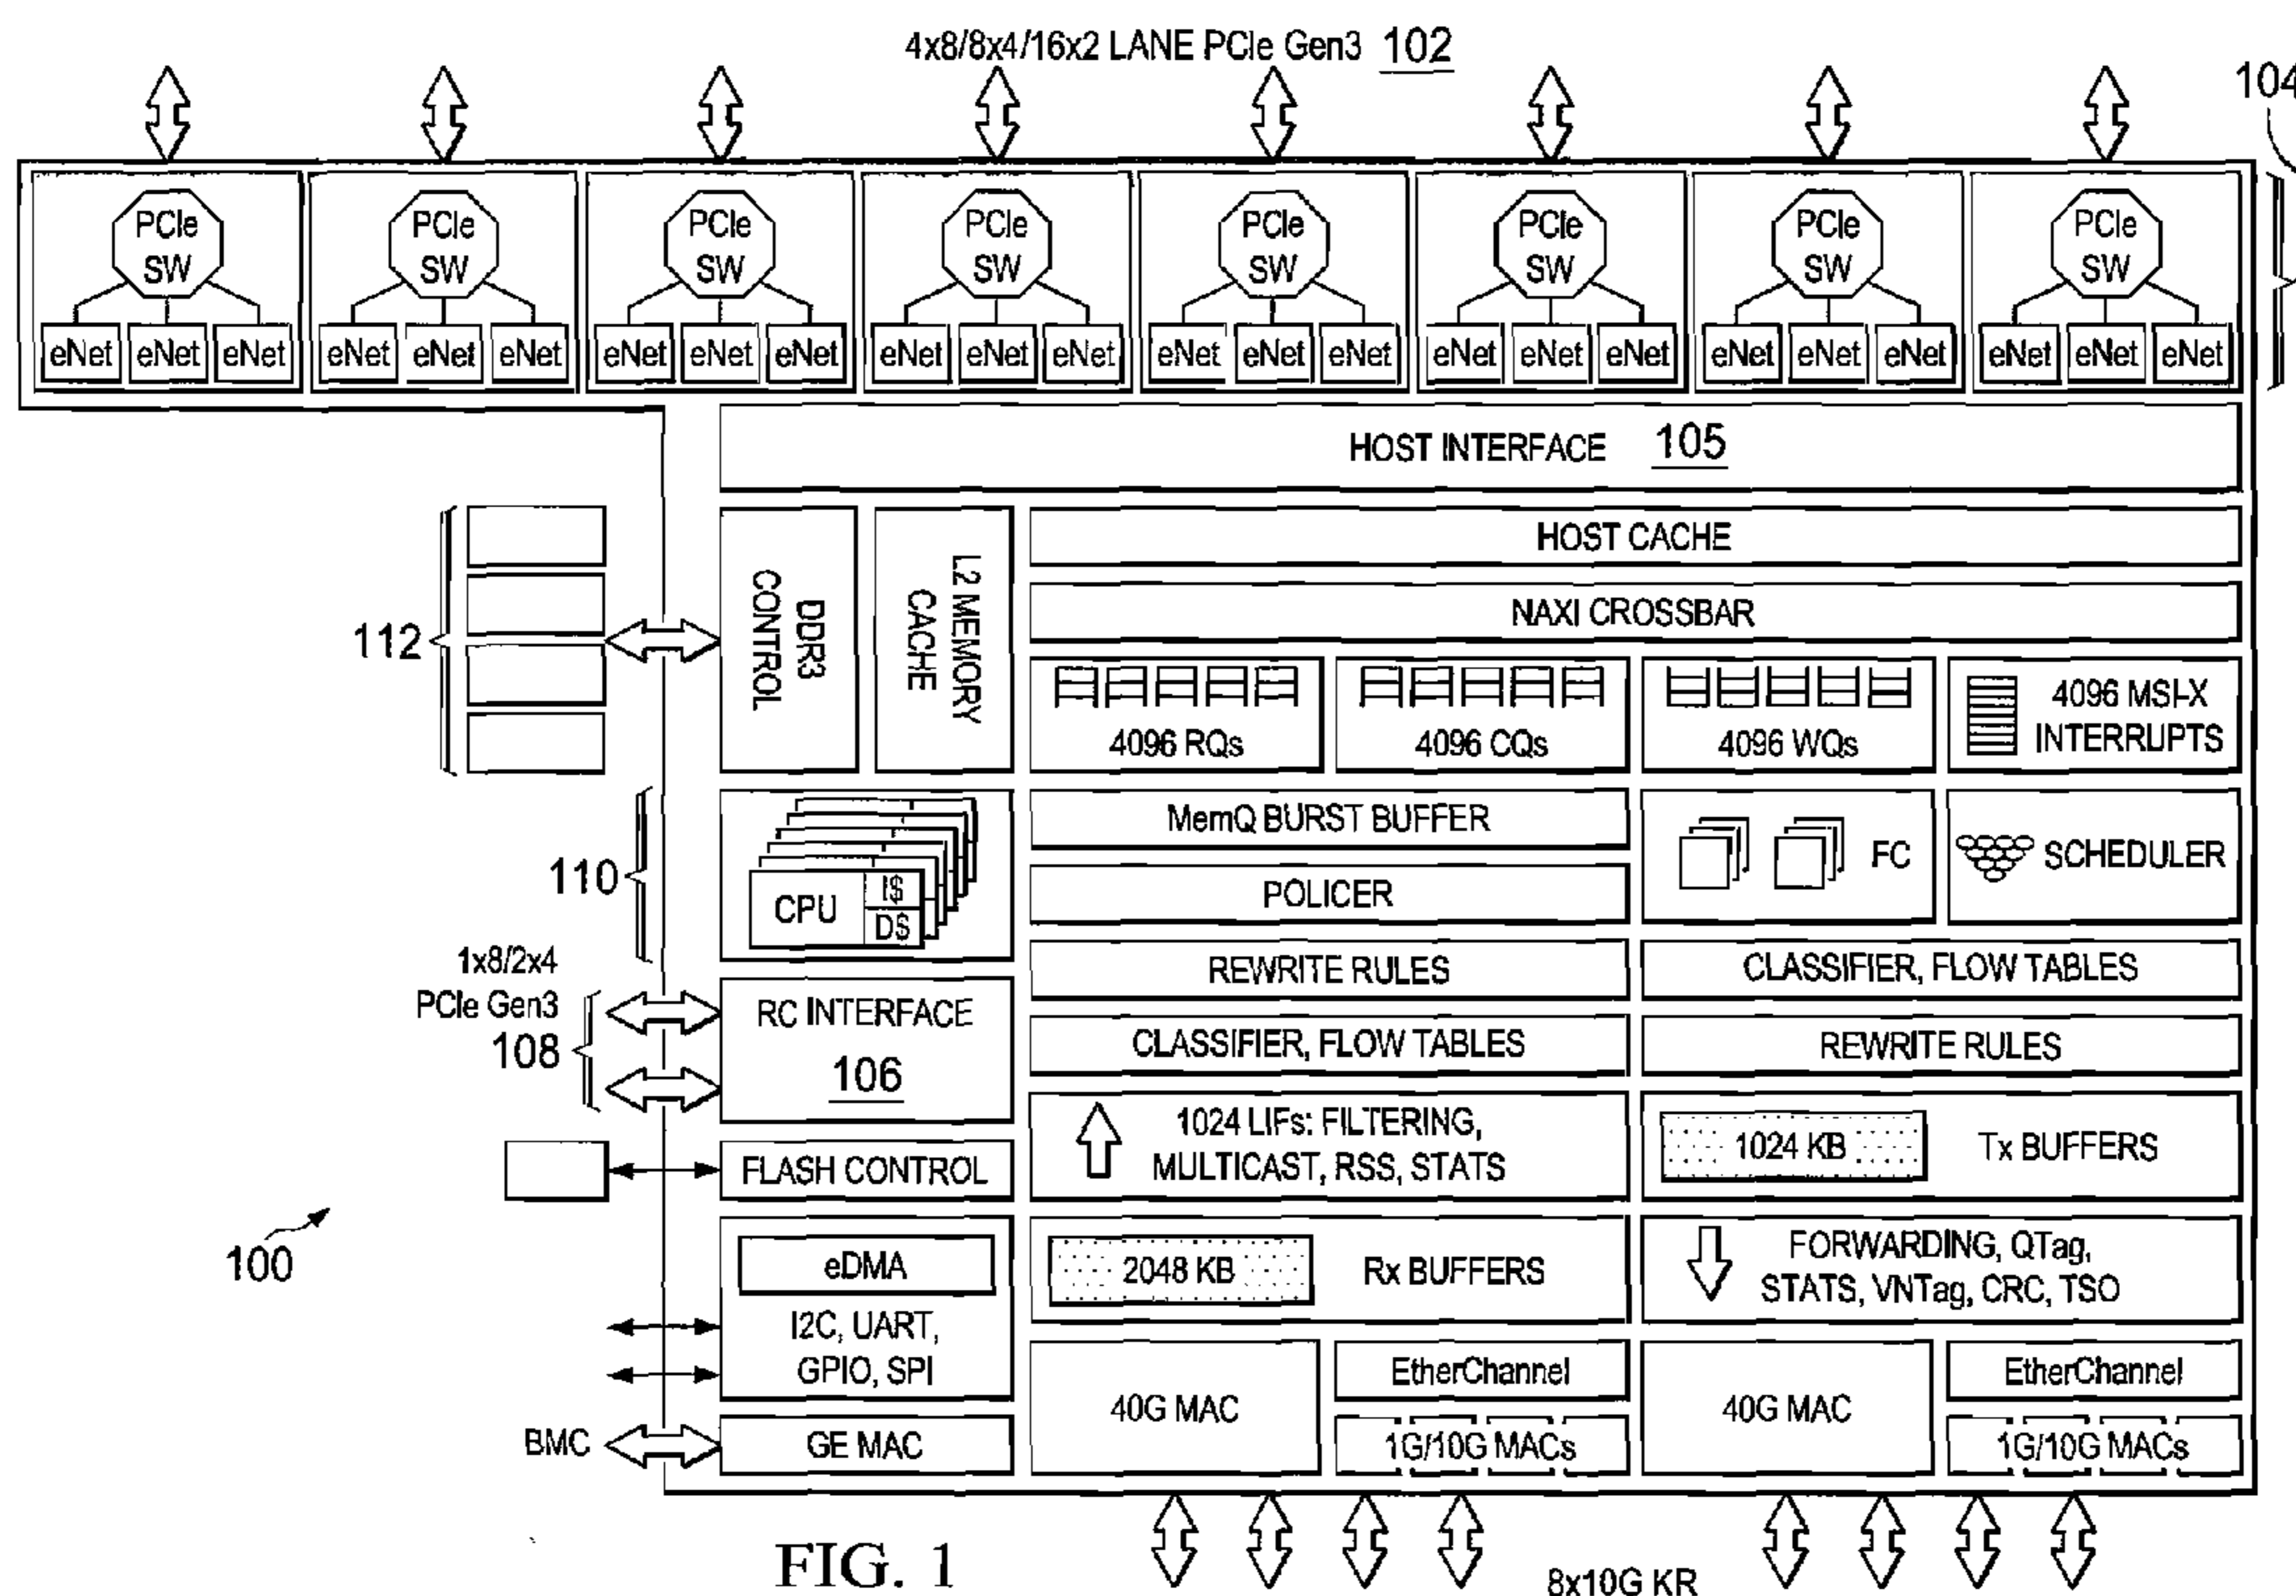 4x8/8x4/16x2 LANE PCIe Gen3 102
104
PCIe PCIe PCIe PCIe PCIe PCIe PCIe PCIe
SW SW SW SW SW SW SW SW
eNet eNet eNet eNet eNet eNet eNet eNet eNet eNet eNet eNet eNet eNet eNet eNet eNet eNet eNet eNet eNet eNet eNet eNet
HOST INTERFACE 105
112
DDR3
CONTROL
L2 MEMORY
CACHE
HOST CACHE
NAXI CROSSBAR
4096 RQs
4096 CQs
4096 WQs
4096 MSI-X
INTERRUPTS
110
CPU
I$
D$
MemQ BURST BUFFER
POLICER
FC
SCHEDULER
1x8/2x4
PCIe Gen3
108
RC INTERFACE
106
REWRITE RULES
CLASSIFIER, FLOW TABLES
CLASSIFIER, FLOW TABLES
REWRITE RULES
FLASH CONTROL
1024 LIFs: FILTERING,
MULTICAST, RSS, STATS
1024 KB Tx BUFFERS
100
eDMA
I2C, UART,
GPIO, SPI
2048 KB Rx BUFFERS
FORWARDING, QTag,
STATS, VNTag, CRC, TSO
BMC
GE MAC
40G MAC
EtherChannel
1G/10G MACs
40G MAC
EtherChannel
1G/10G MACs
FIG. 1
8x10G KR